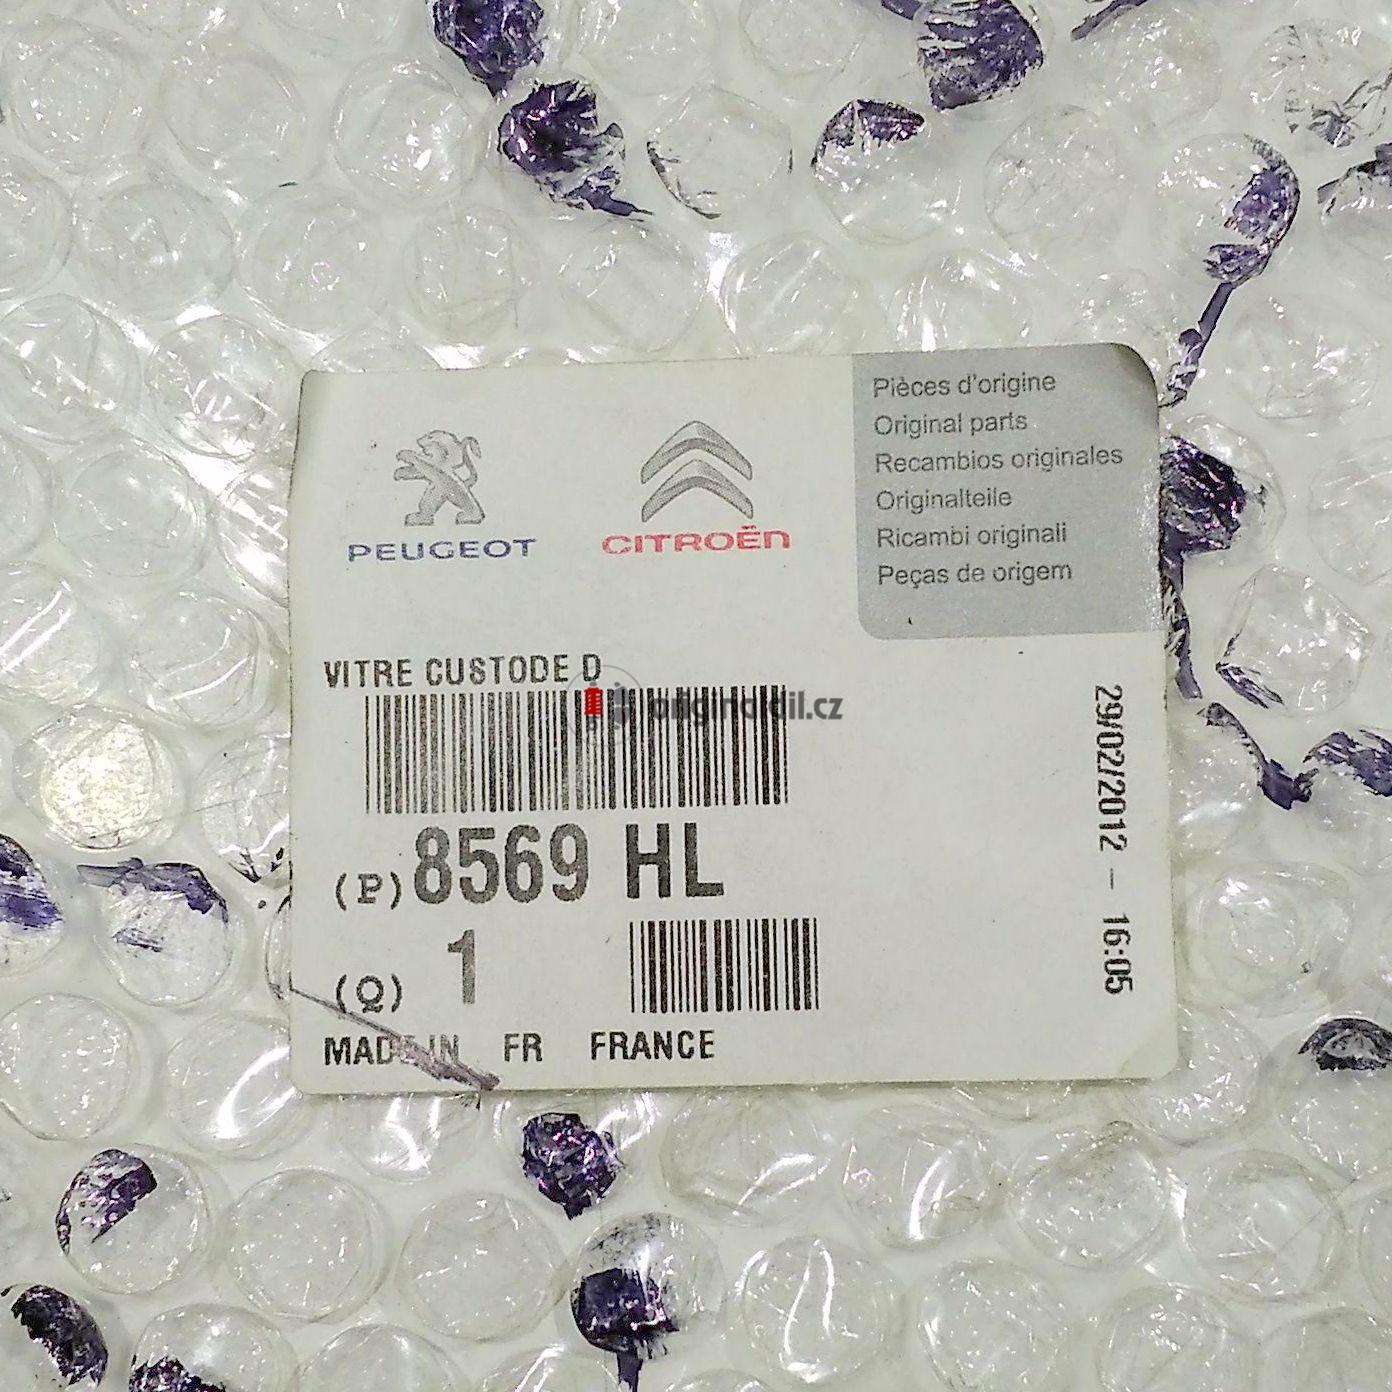 PEUGEOT
CITROËN
Pièces d'origine
Original parts
Recambios originales
Originalteile
Ricambi originali
Peças de origem
VITRE CUSTODE D
originaldil.cz
(P) 8569 HL
(Q) 1
MADE IN FR FRANCE
29/02/2012 - 16:05